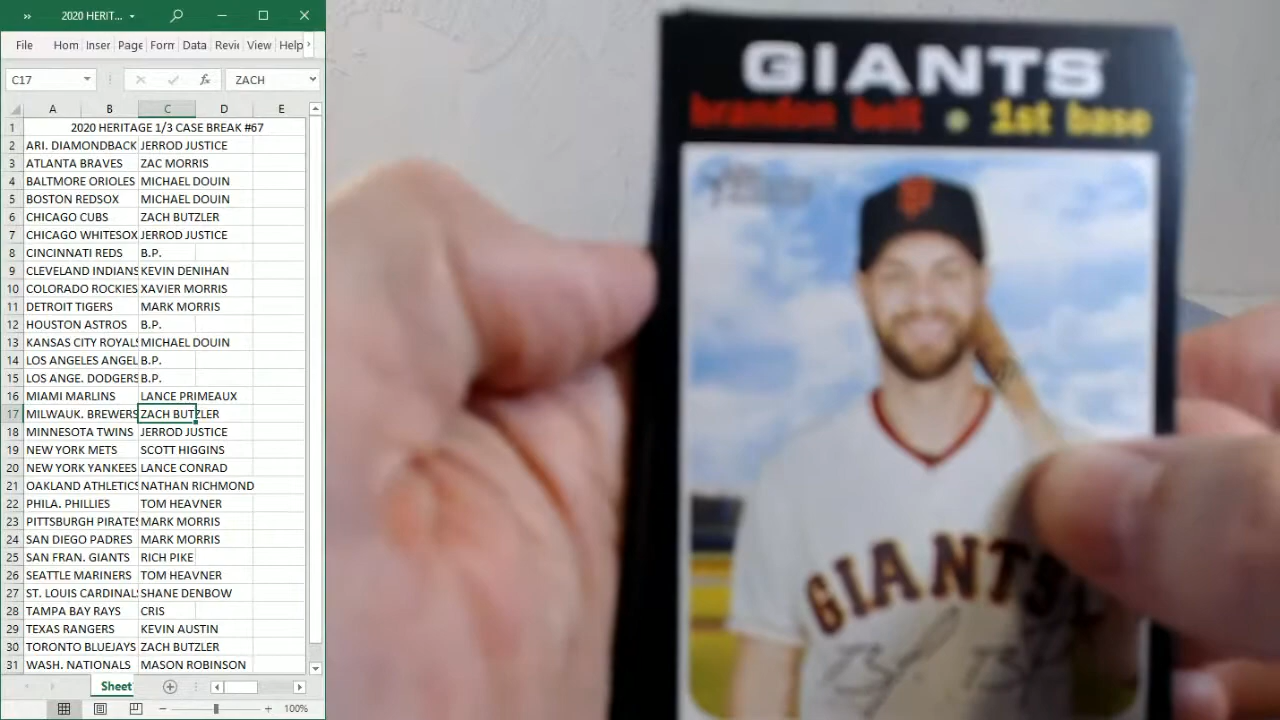 2020 HERIT...
File Hom Inser Page Forn Data Revie View Help
C17 fx ZACH
A B C D E
1 2020 HERITAGE 1/3 CASE BREAK #67
2 ARI. DIAMONDBACK JERROD JUSTICE
3 ATLANTA BRAVES ZAC MORRIS
4 BALTMORE ORIOLES MICHAEL DOUIN
5 BOSTON REDSOX MICHAEL DOUIN
6 CHICAGO CUBS ZACH BUTZLER
7 CHICAGO WHITESOX JERROD JUSTICE
8 CINCINNATI REDS B.P.
9 CLEVELAND INDIANS KEVIN DENIHAN
10 COLORADO ROCKIES XAVIER MORRIS
11 DETROIT TIGERS MARK MORRIS
12 HOUSTON ASTROS B.P.
13 KANSAS CITY ROYALS MICHAEL DOUIN
14 LOS ANGELES ANGEL B.P.
15 LOS ANGE. DODGERS B.P.
16 MIAMI MARLINS LANCE PRIMEAUX
17 MILWAUK. BREWERS ZACH BUTZLER
18 MINNESOTA TWINS JERROD JUSTICE
19 NEW YORK METS SCOTT HIGGINS
20 NEW YORK YANKEES LANCE CONRAD
21 OAKLAND ATHLETICS NATHAN RICHMOND
22 PHILA. PHILLIES TOM HEAVNER
23 PITTSBURGH PIRATES MARK MORRIS
24 SAN DIEGO PADRES MARK MORRIS
25 SAN FRAN. GIANTS RICH PIKE
26 SEATTLE MARINERS TOM HEAVNER
27 ST. LOUIS CARDINALS SHANE DENBOW
28 TAMPA BAY RAYS CRIS
29 TEXAS RANGERS KEVIN AUSTIN
30 TORONTO BLUEJAYS ZACH BUTZLER
31 WASH. NATIONALS MASON ROBINSON
Sheet
100%
GIANTS
brandon belt • 1st base
GIANTS